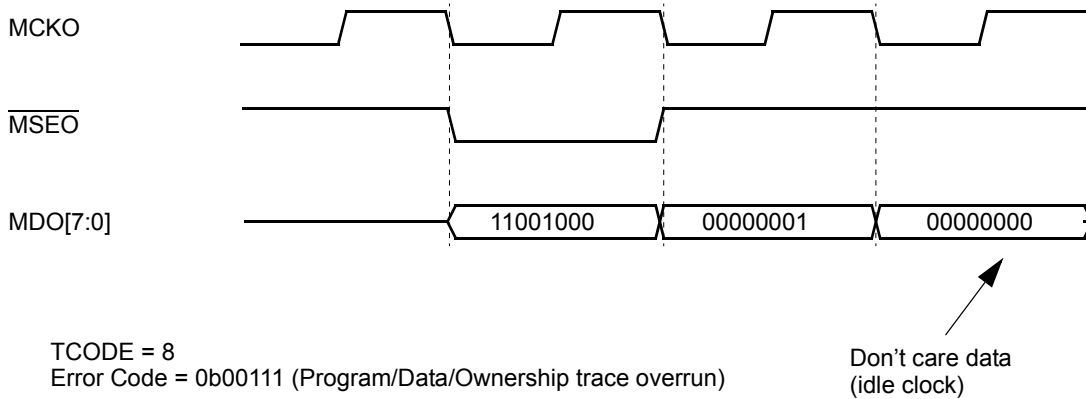 MCKO
MSEO
MDO[7:0] 11001000 00000001 00000000
TCODE = 8
Error Code = 0b00111 (Program/Data/Ownership trace overrun)
Don't care data
(idle clock)